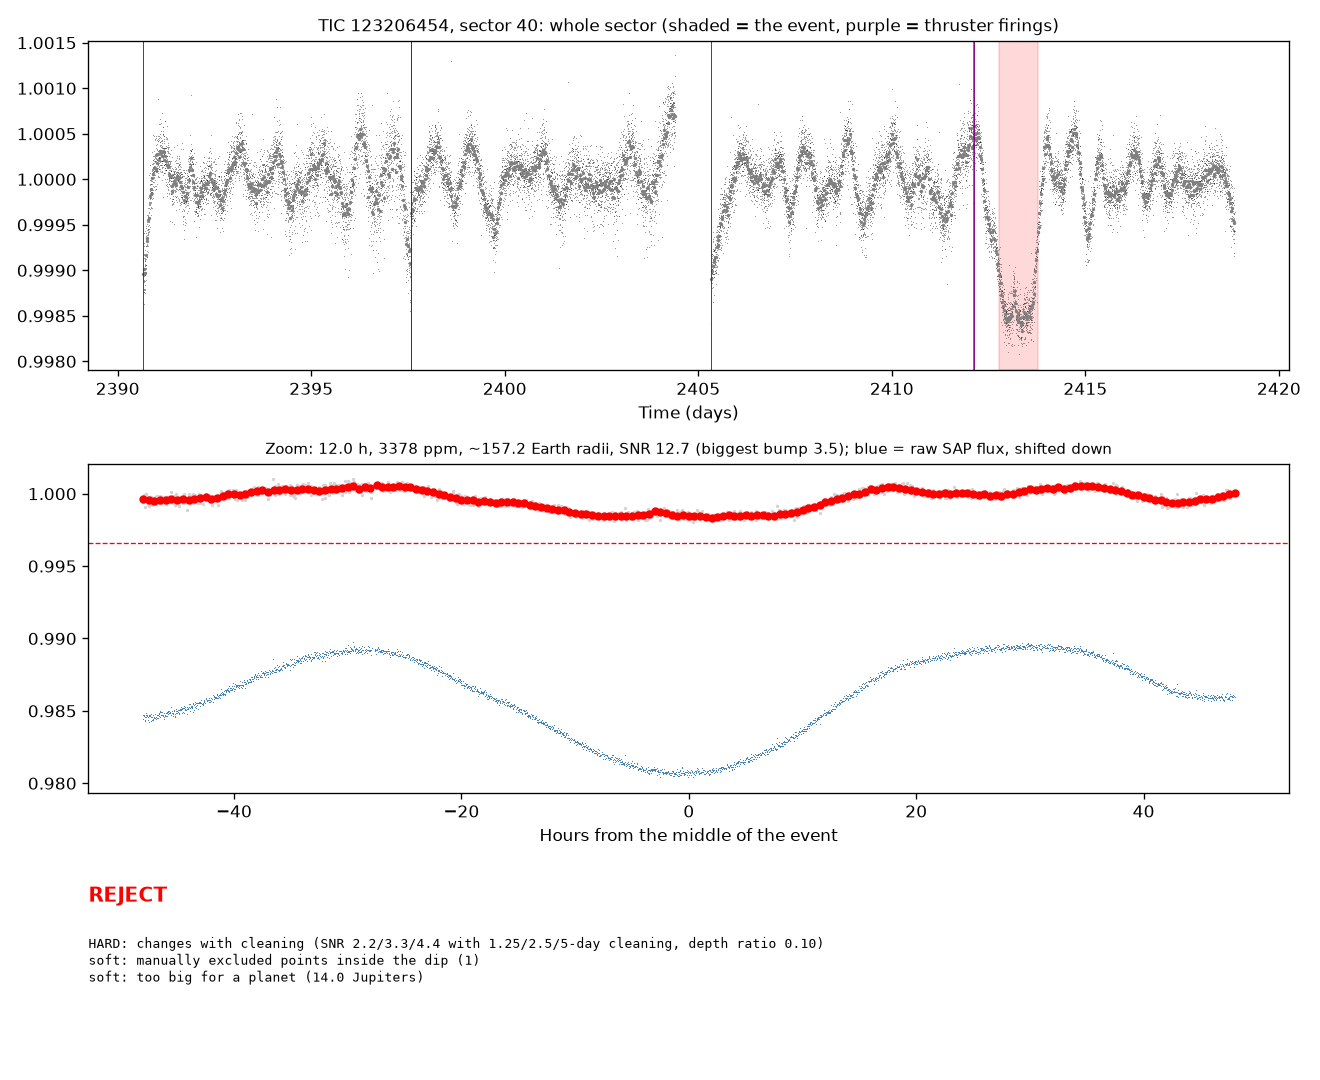 TIC 123206454, sector 40: whole sector (shaded = the event, purple = thruster firings)
1.0015
1.0010
1.0005
1.0000
0.9995
0.9990
0.9985
0.9980
2390 2395 2400 2405 2410 2415 2420
Time (days)
Zoom: 12.0 h, 3378 ppm, ~157.2 Earth radii, SNR 12.7 (biggest bump 3.5); blue = raw SAP flux, shifted down
1.000
0.995
0.990
0.985
0.980
−40 −20 0 20 40
Hours from the middle of the event
REJECT
HARD: changes with cleaning (SNR 2.2/3.3/4.4 with 1.25/2.5/5-day cleaning, depth ratio 0.10)
soft: manually excluded points inside the dip (1)
soft: too big for a planet (14.0 Jupiters)